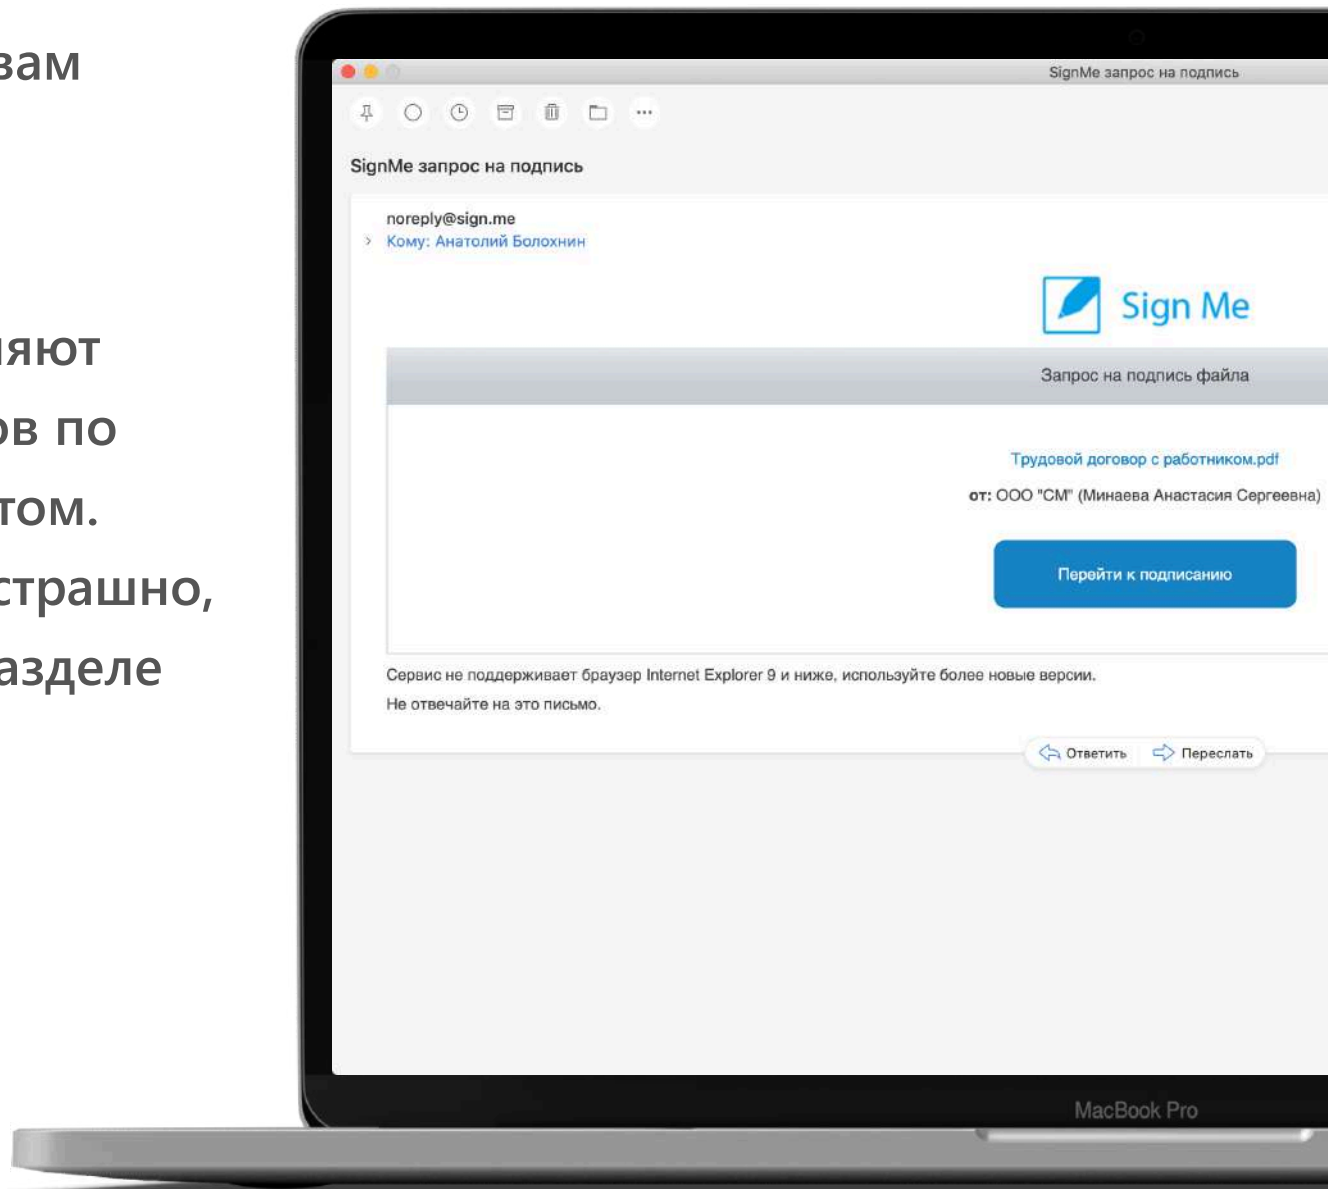 вам
яют
ов по
том.
страшно,
азделе
SignMe запрос на подпись
SignMe запрос на подпись
noreply@sign.me
Кому: Анатолий Болохнин
Sign Me
Запрос на подпись файла
Трудовой договор с работником.pdf
от: ООО "СМ" (Минаева Анастасия Сергеевна)
Перейти к подписанию
Сервис не поддерживает браузер Internet Explorer 9 и ниже, используйте более новые версии.
Не отвечайте на это письмо.
Ответить Переслать
MacBook Pro